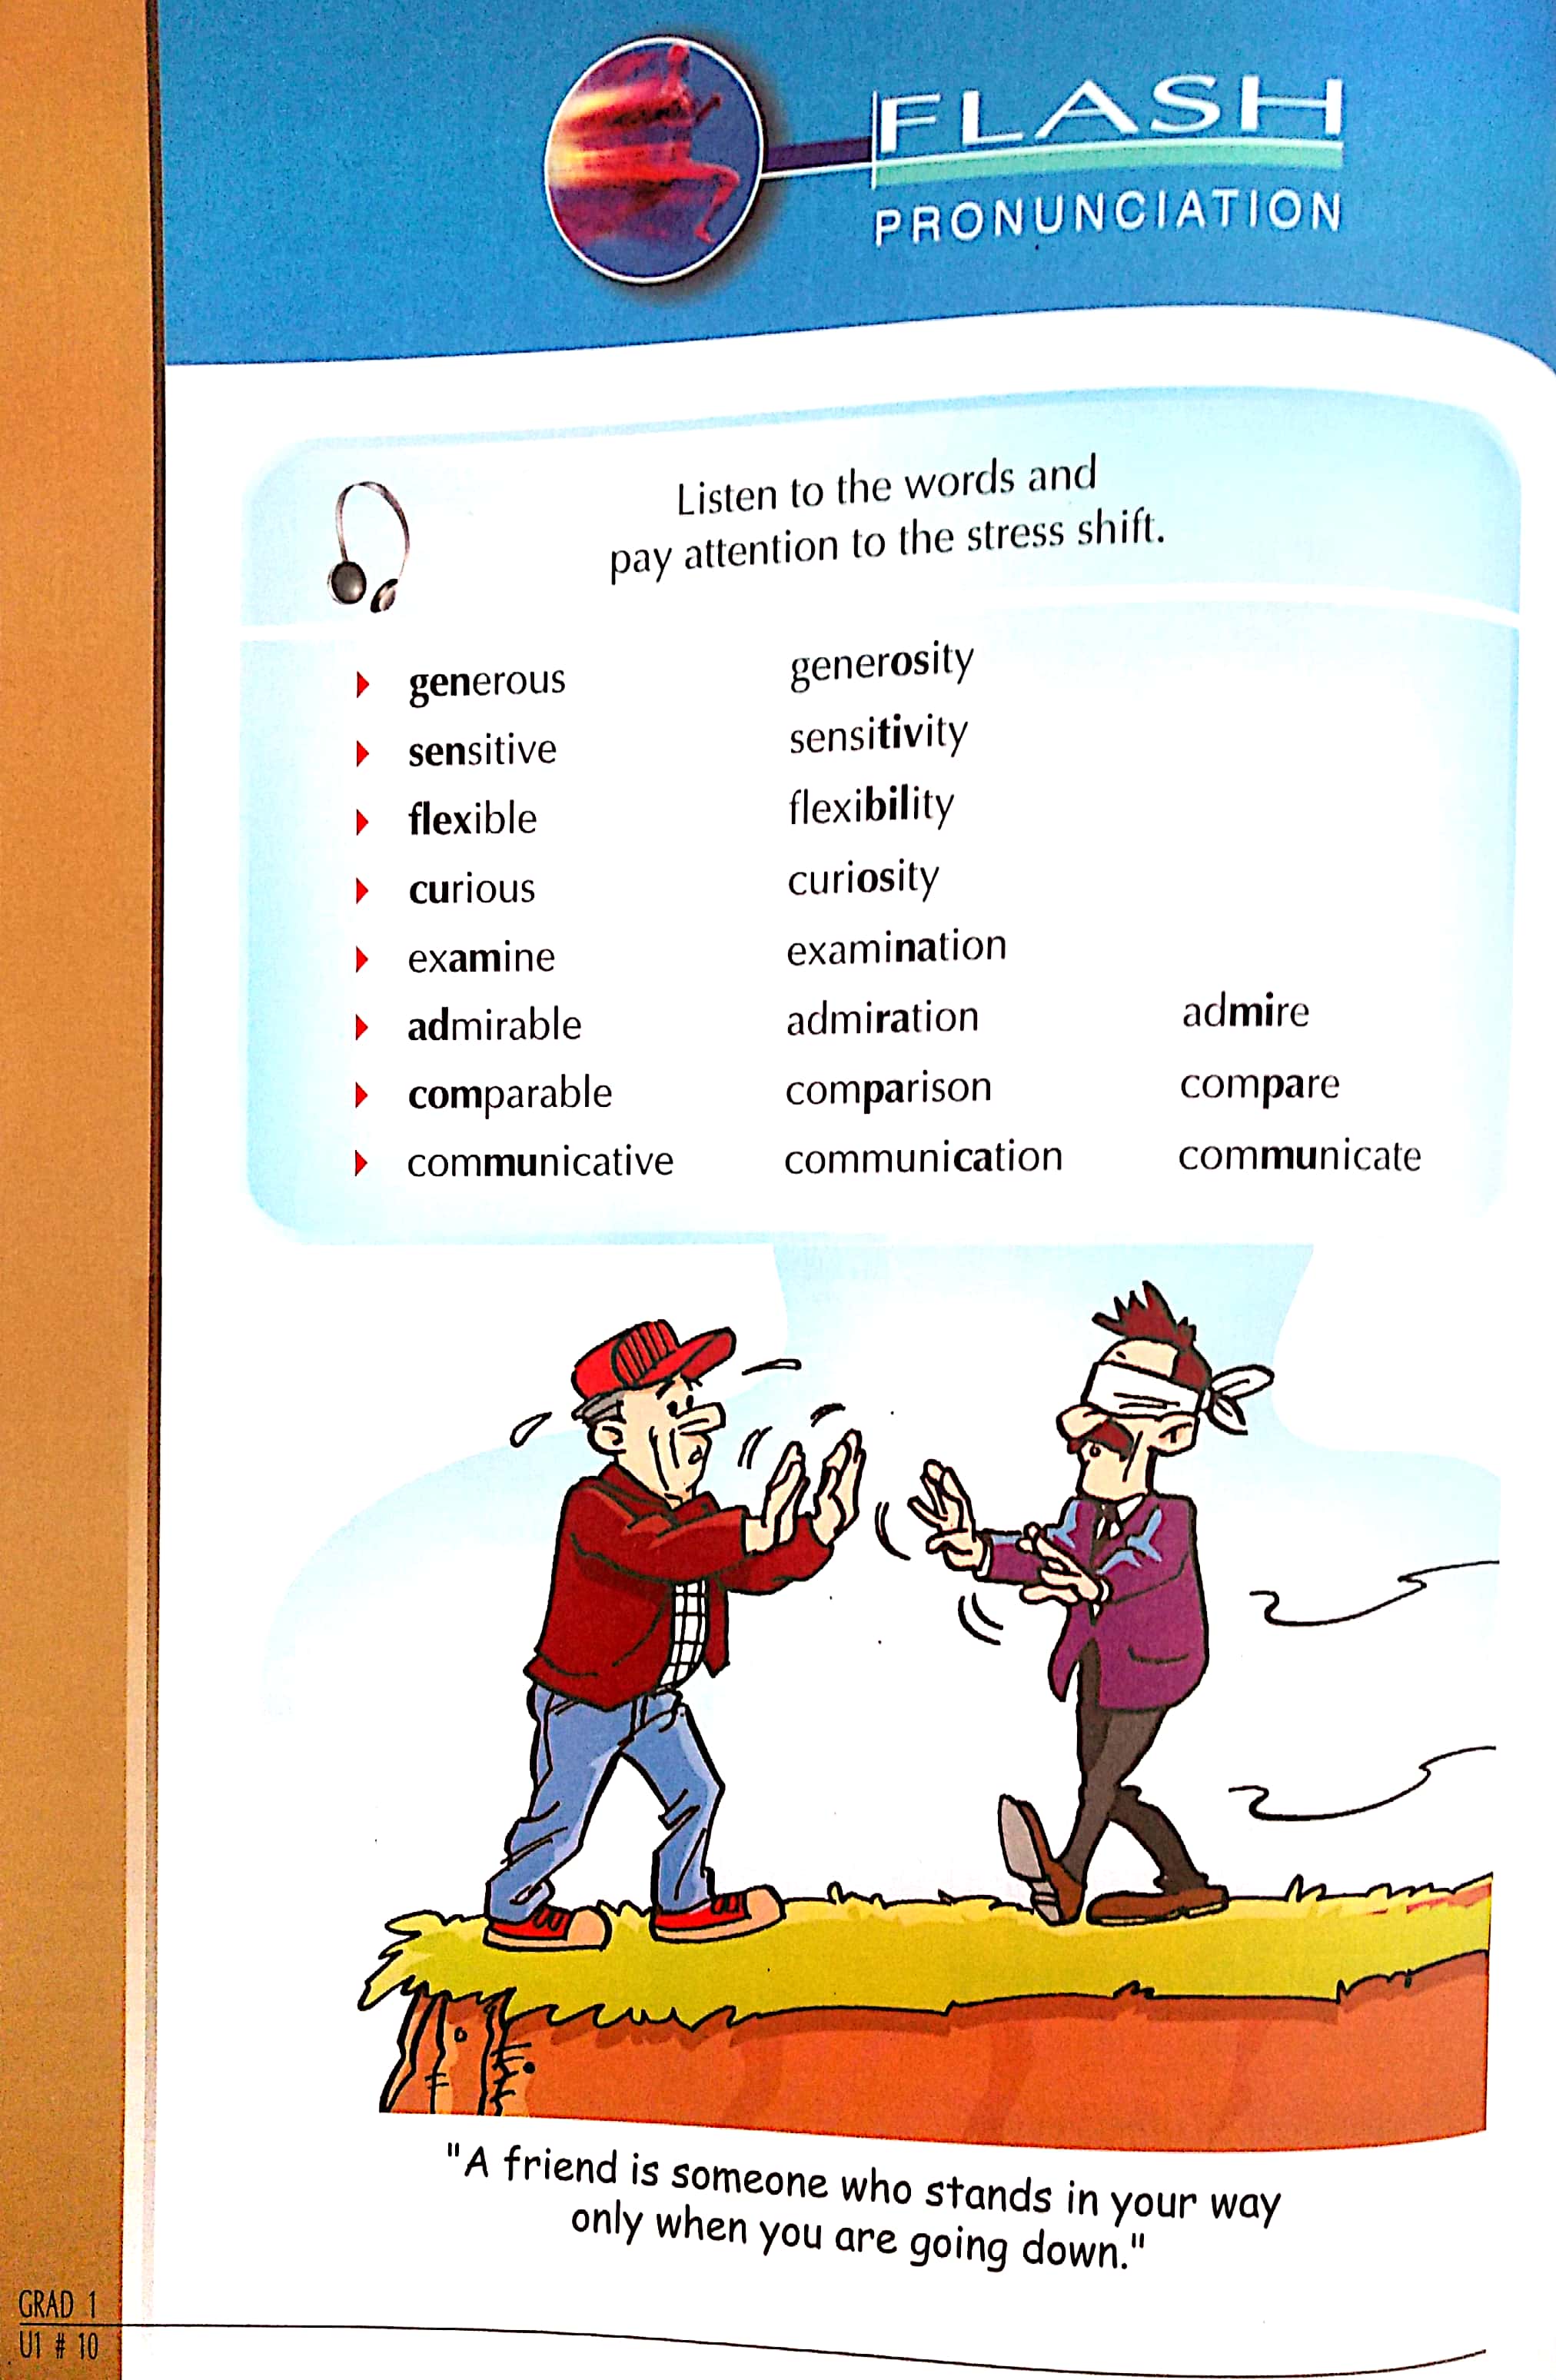 FLASH
PRONUNCIATION
Listen to the words and
pay attention to the stress shift.
generous generosity
sensitive sensitivity
flexible flexibility
curious curiosity
examine examination
admirable admiration admire
comparable comparison compare
communicative communication communicate
"A friend is someone who stands in your way
only when you are going down."
GRAD 1
U1 # 10